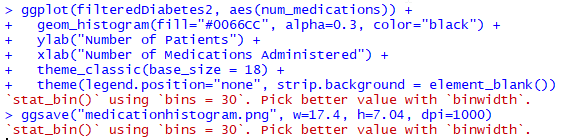 > ggplot(filteredDiabetes2, aes(num_medications)) +
+   geom_histogram(fill="#0066CC", alpha=0.3, color="black") +
+   ylab("Number of Patients") +
+   xlab("Number of Medications Administered") +
+   theme_classic(base_size = 18) +
+   theme(legend.position="none", strip.background = element_blank())
`stat_bin()` using `bins = 30`. Pick better value with `binwidth`.
> ggsave("medicationhistogram.png", w=17.4, h=7.04, dpi=1000)
`stat_bin()` using `bins = 30`. Pick better value with `binwidth`.